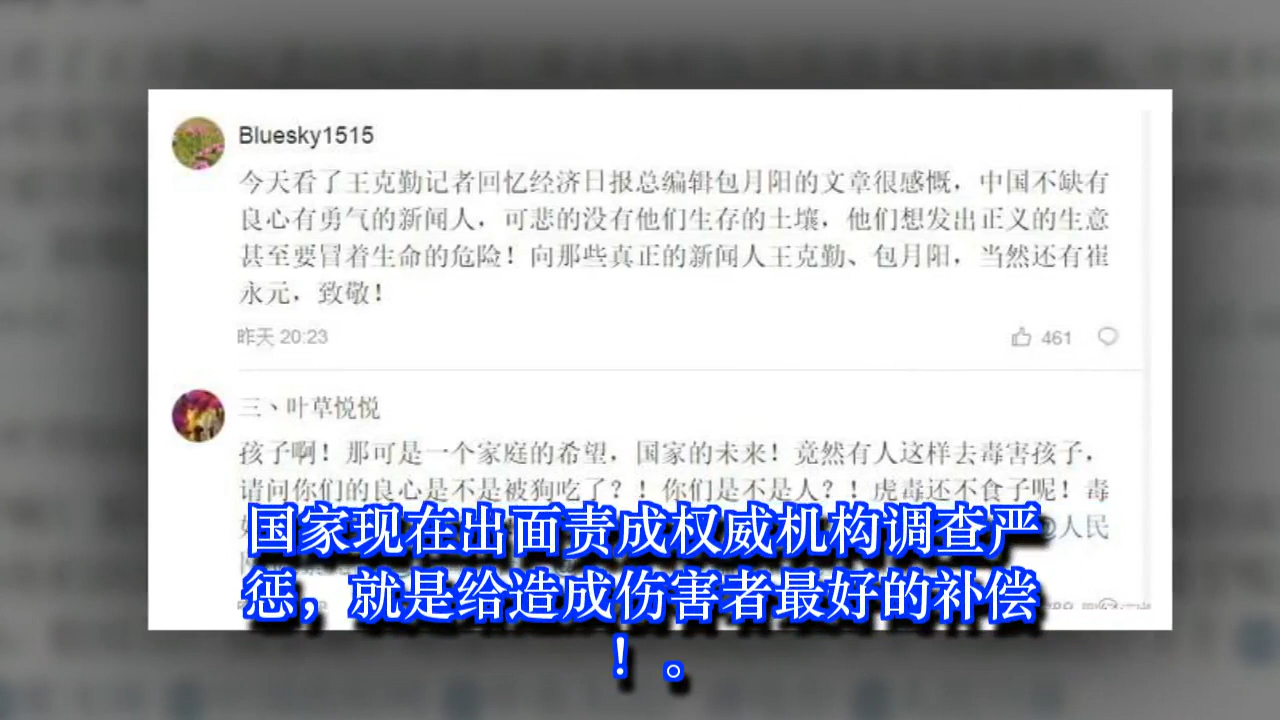 Bluesky1515
今天看了王克勤记者回忆经济日报总编辑包月阳的文章很感慨，中国不缺有
良心有勇气的新闻人，可悲的没有他们生存的土壤，他们想发出正义的生意
甚至要冒着生命的危险！向那些真正的新闻人王克勤、包月阳，当然还有崔
永元，致敬！
昨天 20:23
461
三丶叶草悦悦
孩子啊！那可是一个家庭的希望，国家的未来！竟然有人这样去毒害孩子，
请问你们的良心是不是被狗吃了？！你们是不是人？！虎毒还不食子呢！毒
@人民
国家现在出面责成权威机构调查严
惩，就是给造成伤害者最好的补偿
！。